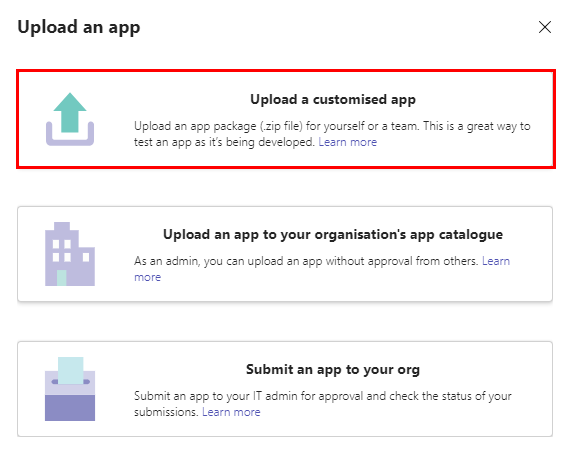 Upload an app
Upload a customised app
Upload an app package (.zip file) for yourself or a team. This is a great way to
test an app as it's being developed. Learn more
Upload an app to your organisation's app catalogue
As an admin, you can upload an app without approval from others. Learn
more
Submit an app to your org
Submit an app to your IT admin for approval and check the status of your
submissions. Learn more